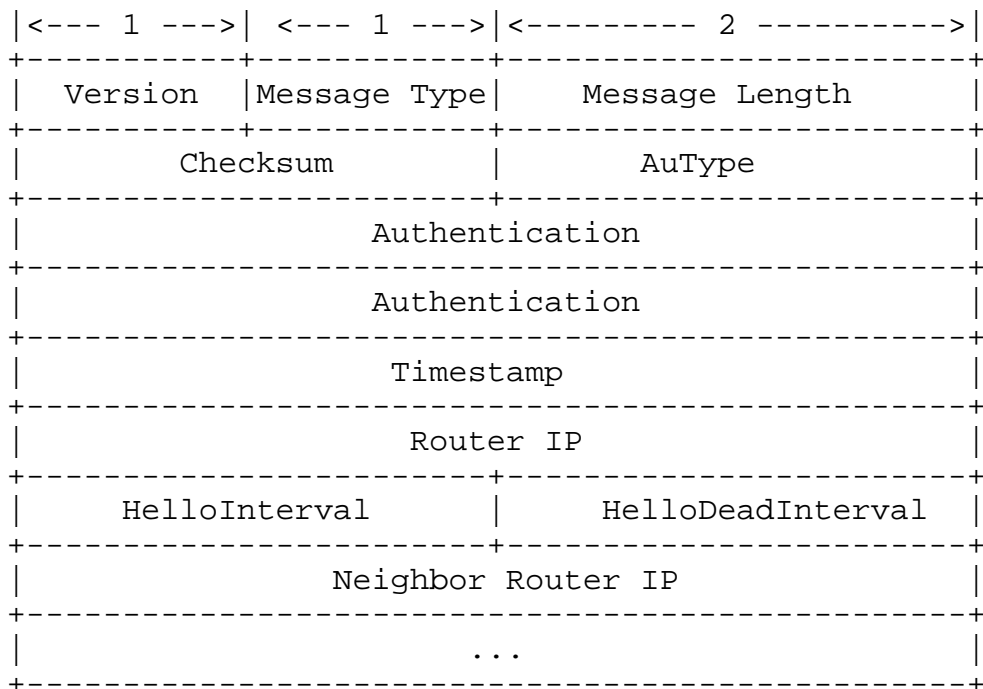 |<--- 1 --->| <--- 1 --->|<--------- 2 ---------->|
+-----------+------------+------------------------+
| Version |Message Type| Message Length |
+-----------+------------+------------------------+
| Checksum | AuType |
+------------------------+------------------------+
| Authentication |
+-------------------------------------------------+
| Authentication |
+-------------------------------------------------+
| Timestamp |
+-------------------------------------------------+
| Router IP |
+------------------------+------------------------+
| HelloInterval | HelloDeadInterval |
+------------------------+------------------------+
| Neighbor Router IP |
+-------------------------------------------------+
| ... |
+-------------------------------------------------+